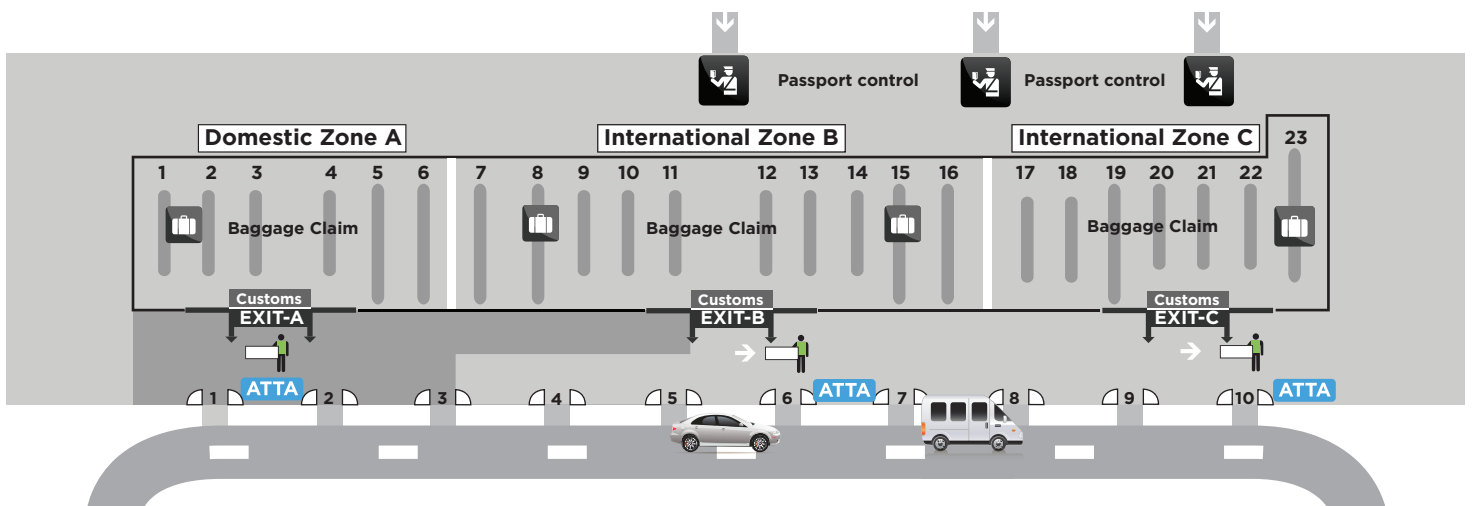 Passport control
Passport control
Domestic Zone A
International Zone B
International Zone C
23
1 2 3 4 5 6 7 8 9 10 11 12 13 14 15 16 17 18 19 20 21 22
Baggage Claim
Baggage Claim
Baggage Claim
Customs
EXIT-A
Customs
EXIT-B
Customs
EXIT-C
1 ATTA 2 3 4 5 6 ATTA 7 8 9 10 ATTA